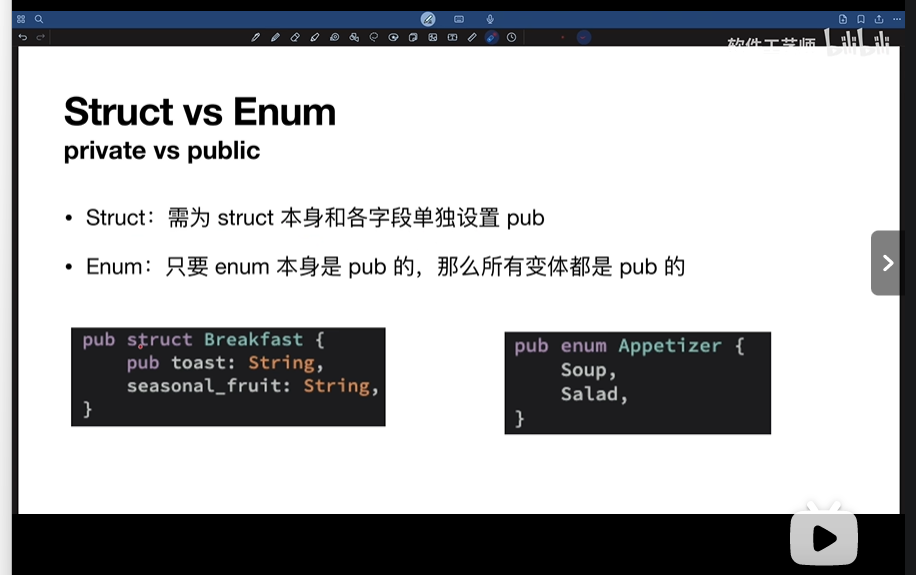 软件工艺师 bilibili
Struct vs Enum
private vs public
• Struct：需为 struct 本身和各字段单独设置 pub
• Enum：只要 enum 本身是 pub 的，那么所有变体都是 pub 的
pub struct Breakfast {
    pub toast: String,
    seasonal_fruit: String,
}
pub enum Appetizer {
    Soup,
    Salad,
}